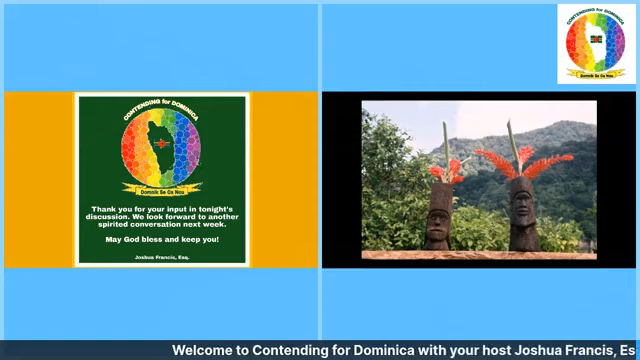 CONTENDING for DOMINICA
Domnik Se Ca Nou
Thank you for your input in tonight's
discussion. We look forward to another
spirited conversation next week.
May God bless and keep you!
Joshua Francis, Esq.
CONTENDING for DOMINICA
Domnik Se Ca Nou
Welcome to Contending for Dominica with your host Joshua Francis, Es